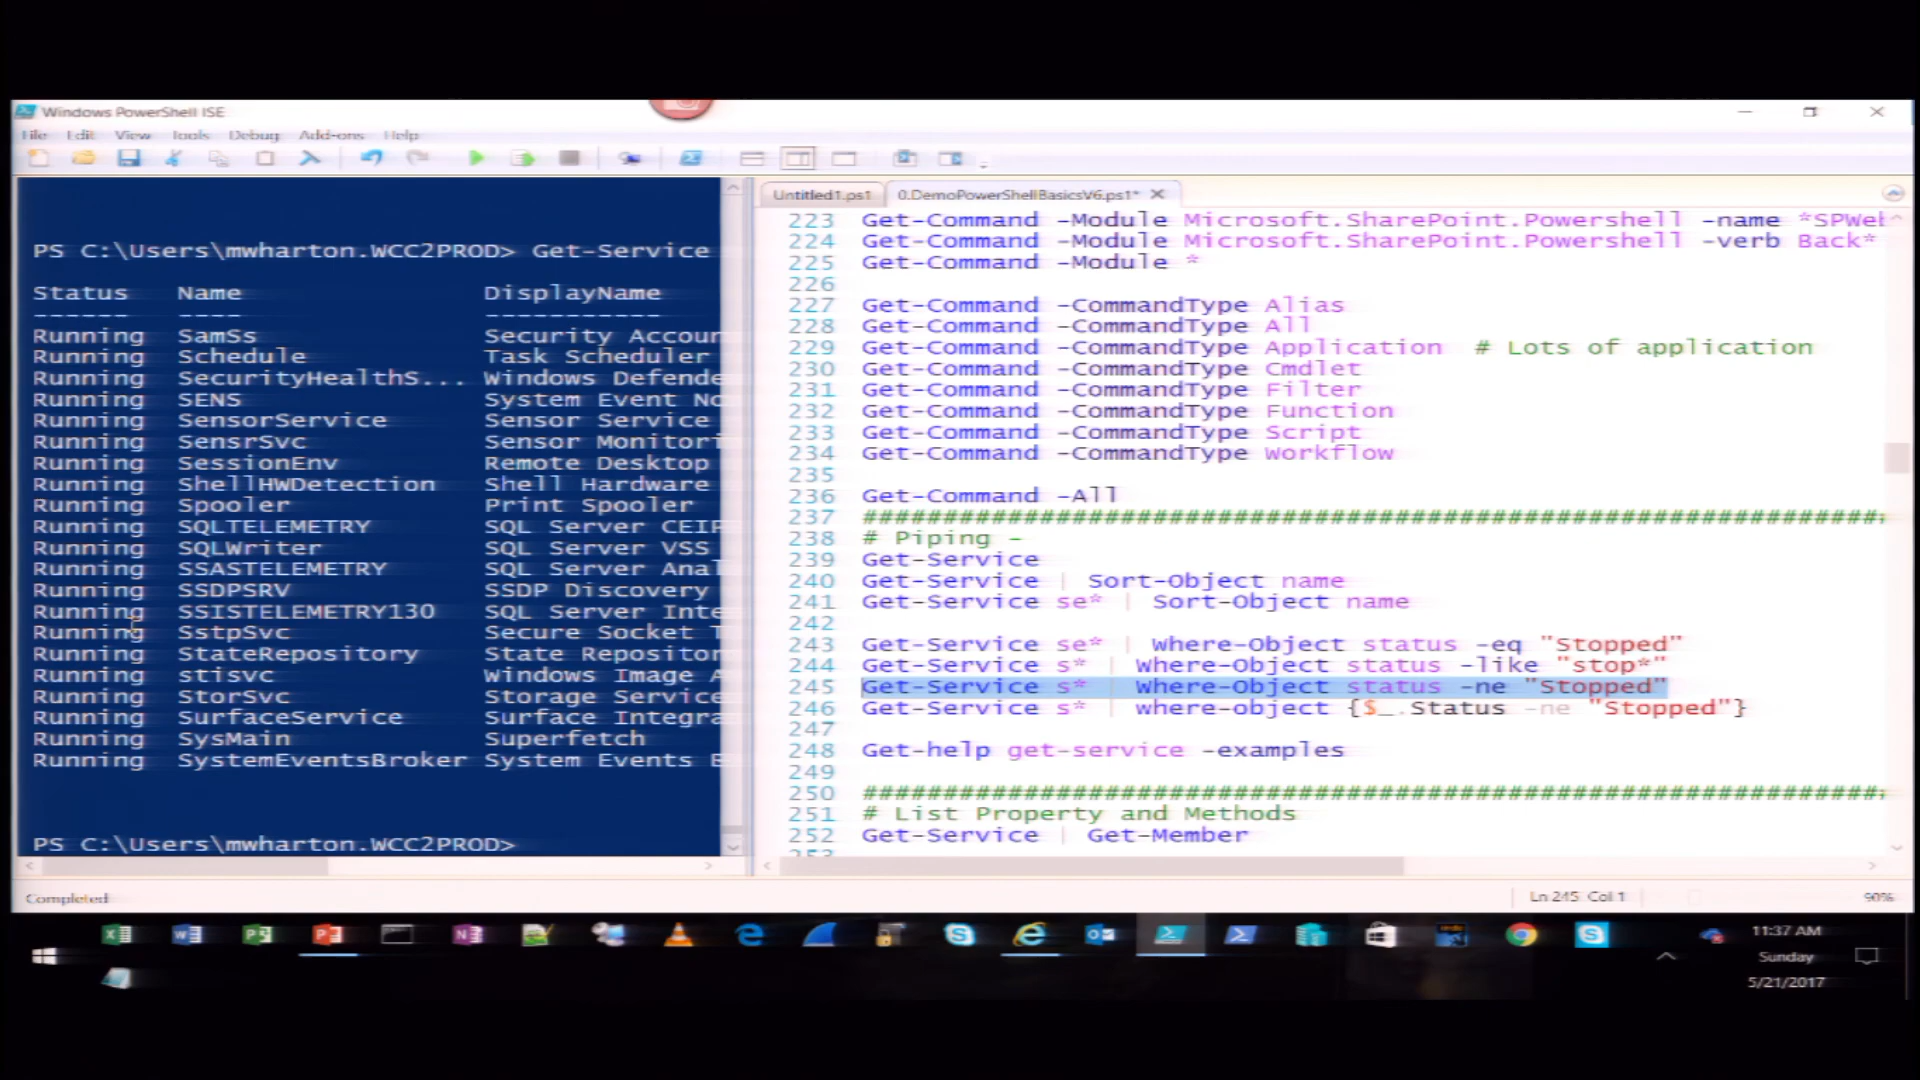 Windows PowerShell ISE
File Edit View Tools Debug Add-ons Help
PS C:\Users\mwharton.WCC2PROD> Get-Service
Status Name DisplayName
------ ---- -----------
Running SamSs Security Accoun
Running Schedule Task Scheduler
Running SecurityHealthS... Windows Defende
Running SENS System Event No
Running SensorService Sensor Service
Running SensrSvc Sensor Monitori
Running SessionEnv Remote Desktop
Running ShellHWDetection Shell Hardware
Running Spooler Print Spooler
Running SQLTELEMETRY SQL Server CEIP
Running SQLWriter SQL Server VSS
Running SSASTELEMETRY SQL Server Anal
Running SSDPSRV SSDP Discovery
Running SSISTELEMETRY130 SQL Server Inte
Running SstpSvc Secure Socket T
Running StateRepository State Repositor
Running stisvc Windows Image A
Running StorSvc Storage Service
Running SurfaceService Surface Integra
Running SysMain Superfetch
Running SystemEventsBroker System Events B
PS C:\Users\mwharton.WCC2PROD>
Untitled1.ps1 0.DemoPowerShellBasicsV6.ps1*
223 Get-Command -Module Microsoft.SharePoint.Powershell -name *SPWeb
224 Get-Command -Module Microsoft.SharePoint.Powershell -verb Back*
225 Get-Command -Module *
226
227 Get-Command -CommandType Alias
228 Get-Command -CommandType All
229 Get-Command -CommandType Application # Lots of application
230 Get-Command -CommandType Cmdlet
231 Get-Command -CommandType Filter
232 Get-Command -CommandType Function
233 Get-Command -CommandType Script
234 Get-Command -CommandType Workflow
235
236 Get-Command -All
237 ################################################################
238 # Piping -
239 Get-Service
240 Get-Service | Sort-Object name
241 Get-Service se* | Sort-Object name
242
243 Get-Service se* | Where-Object status -eq "Stopped"
244 Get-Service s* | Where-Object status -like "stop*"
245 Get-Service s* | Where-Object status -ne "Stopped"
246 Get-Service s* | where-object {$_.Status -ne "Stopped"}
247
248 Get-help get-service -examples
249
250 ################################################################
251 # List Property and Methods
252 Get-Service | Get-Member
253
Completed Ln 245 Col 1 90%
11:37 AM
Sunday
5/21/2017